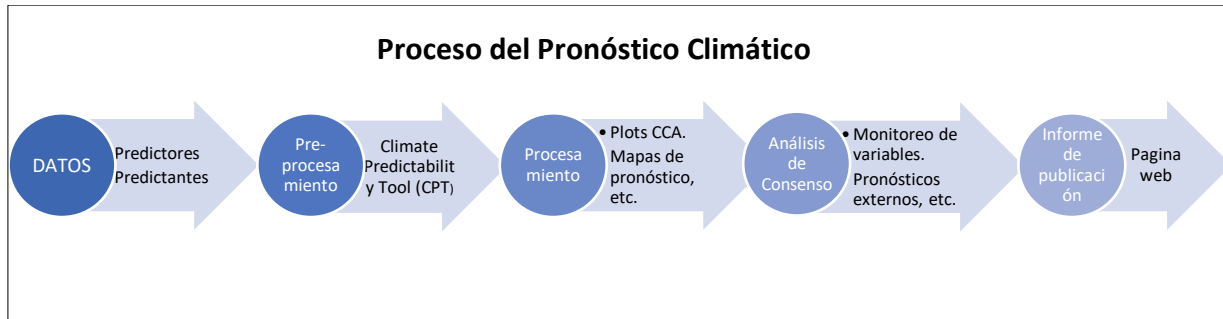 Proceso del Pronóstico Climático
DATOS
Predictores
Predictantes
Pre-
procesa
miento
Climate
Predictabilit
y Tool (CPT)
Procesa
miento
• Plots CCA.
Mapas de
pronóstico,
etc.
Análisis
de
Consenso
• Monitoreo de
variables.
Pronósticos
externos, etc.
Informe
de
publicaci
ón
Pagina
web